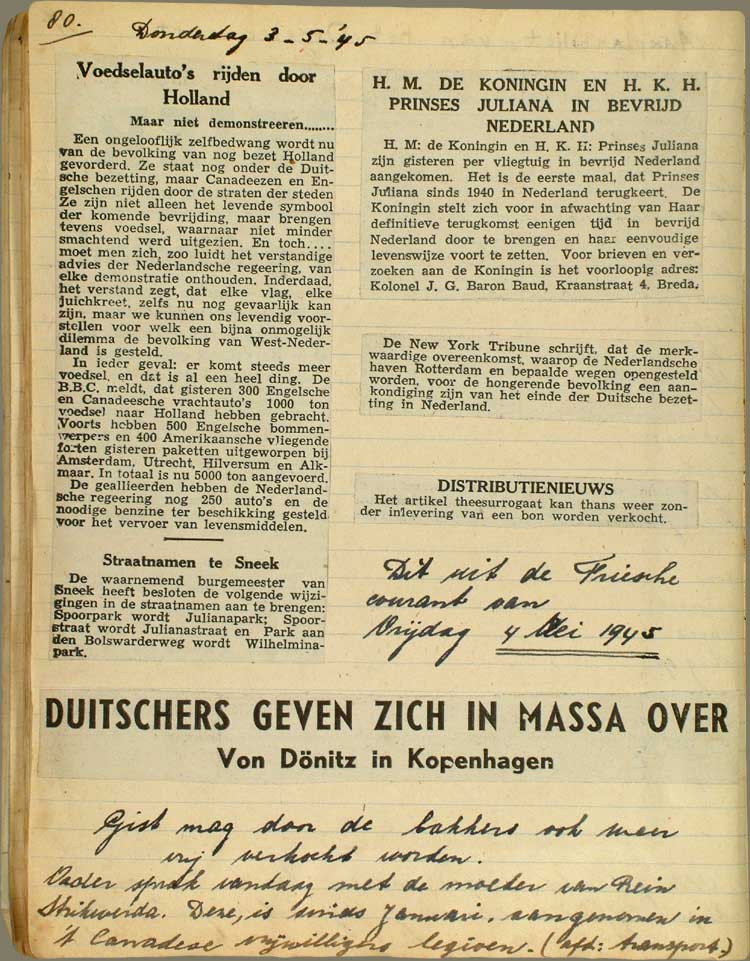 80.
Donderdag 3-5-'45
Voedselauto's rijden door
Holland
Maar niet demonstreeren........
Een ongelooflijk zelfbedwang wordt nu
van de bevolking van nog bezet Holland
gevorderd. Ze staat nog onder de Duit-
sche bezetting, maar Canadeezen en En-
gelschen rijden door de straten der steden
Ze zijn niet alleen het levende symbool
der komende bevrijding, maar brengen
tevens voedsel, waarnaar niet minder
smachtend werd uitgezien. En toch....
moet men zich, zoo luidt het verstandige
advies der Nederlandsche regeering, van
elke demonstratie onthouden. Inderdaad,
het verstand zegt, dat elke vlag, elke
juichkreet, zelfs nu nog gevaarlijk kan
zijn, maar we kunnen ons levendig voor-
stellen voor welk een bijna onmogelijk
dilemma de bevolking van West-Neder-
land is gesteld.
In ieder geval: er komt steeds meer
voedsel, en dat is al een heel ding. De
B.B.C. meldt, dat gisteren 300 Engelsche
en Canadeesche vrachtauto's 1000 ton
voedsel naar Holland hebben gebracht.
Voorts hebben 500 Engelsche bommen-
werpers en 400 Amerikaansche vliegende
forten gisteren paketten uitgeworpen bij
Amsterdam, Utrecht, Hilversum en Alk-
maar. In totaal is nu 5000 ton aangevoerd.
De geallieerden hebben de Nederland-
sche regeering nog 250 auto's en de
noodige benzine ter beschikking gesteld
voor het vervoer van levensmiddelen.
Straatnamen te Sneek
De waarnemend burgemeester van
Sneek heeft besloten de volgende wijzi-
gingen in de straatnamen aan te brengen:
Spoorpark wordt Julianapark; Spoor-
straat wordt Julianastraat en Park aan
den Bolswarderweg wordt Wilhelmina-
park.
H. M. DE KONINGIN EN H. K. H.
PRINSES JULIANA IN BEVRIJD
NEDERLAND
H. M: de Koningin en H. K. H: Prinses Juliana
zijn gisteren per vliegtuig in bevrijd Nederland
aangekomen. Het is de eerste maal, dat Prinses
Juliana sinds 1940 in Nederland terugkeert. De
Koningin stelt zich voor in afwachting van Haar
definitieve terugkomst eenigen tijd in bevrijd
Nederland door te brengen en haar eenvoudige
levenswijze voort te zetten. Voor brieven en ver-
zoeken aan de Koningin is het voorloopig adres:
Kolonel J. G. Baron Baud, Kraanstraat 4, Breda.
De New York Tribune schrijft, dat de merk-
waardige overeenkomst, waarop de Nederlandsche
haven Rotterdam en bepaalde wegen opengesteld
worden, voor de hongerende bevolking een aan-
kondiging zijn van het einde der Duitsche bezet-
ting in Nederland.
DISTRIBUTIENIEUWS
Het artikel theesurrogaat kan thans weer zon-
der inlevering van een bon worden verkocht.
Dit uit de Friesche
courant van
Vrijdag 4 Mei 1945
DUITSCHERS GEVEN ZICH IN MASSA OVER
Von Dönitz in Kopenhagen
Gist mag door de bakkers ook weer
vrij verkocht worden.
Vader sprak vandaag met de moeder van Rein
Strikwerda. Deze, is sinds Januari, aangenomen in
't Canadese vrijwilligers legioen. (afd: transport.)